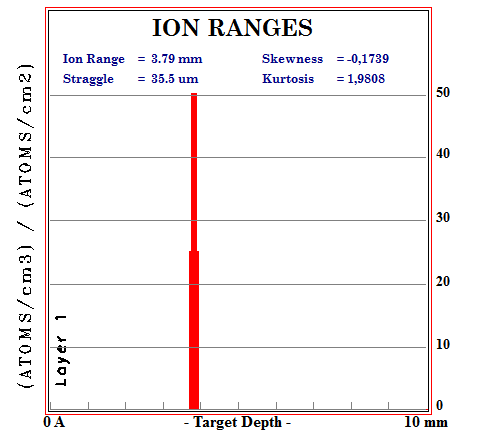 ION RANGES
Ion Range = 3.79 mm Skewness = -0,1739
Straggle = 35.5 um Kurtosis = 1,9808
(ATOMS/cm3) / (ATOMS/cm2)
50
40
30
20
10
0
Layer 1
0 A - Target Depth - 10 mm